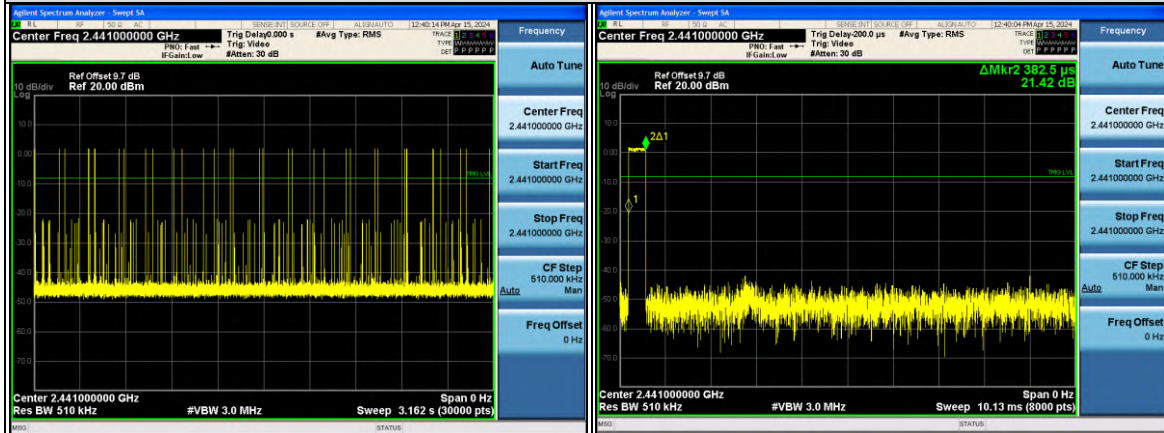 Agilent Spectrum Analyzer - Swept SA
RL RF 50 Ω AC SENSE:INT SOURCE OFF ALIGNAUTO 12:40:14 PM Apr 15, 2024
Center Freq 2.441000000 GHz Trig Delay0.000 s #Avg Type: RMS TRACE 1 2 3 4 5 6
PNO: Fast Trig: Video TYPE
IFGain:Low #Atten: 30 dB DET P P P P P P
Ref Offset 9.7 dB
10 dB/div Ref 20.00 dBm
Log
10.0
0.00
TRIG LVL
-10.0
-20.0
-30.0
-40.0
-50.0
-60.0
-70.0
Center 2.441000000 GHz Span 0 Hz
Res BW 510 kHz #VBW 3.0 MHz Sweep 3.162 s (30000 pts)
MSG STATUS
Frequency
Auto Tune
Center Freq
2.441000000 GHz
Start Freq
2.441000000 GHz
Stop Freq
2.441000000 GHz
CF Step
510.000 kHz
Auto Man
Freq Offset
0 Hz
Agilent Spectrum Analyzer - Swept SA
RL RF 50 Ω AC SENSE:INT SOURCE OFF ALIGNAUTO 12:40:04 PM Apr 15, 2024
Center Freq 2.441000000 GHz Trig Delay-200.0 µs #Avg Type: RMS TRACE 1 2 3 4 5 6
PNO: Fast Trig: Video TYPE
IFGain:Low #Atten: 30 dB DET P P P P P P
ΔMkr2 382.5 µs
21.42 dB
Ref Offset 9.7 dB
10 dB/div Ref 20.00 dBm
Log
10.0
2Δ1
0.00
TRIG LVL
-10.0
1
-20.0
-30.0
-40.0
-50.0
-60.0
-70.0
Center 2.441000000 GHz Span 0 Hz
Res BW 510 kHz #VBW 3.0 MHz Sweep 10.13 ms (8000 pts)
MSG STATUS
Frequency
Auto Tune
Center Freq
2.441000000 GHz
Start Freq
2.441000000 GHz
Stop Freq
2.441000000 GHz
CF Step
510.000 kHz
Auto Man
Freq Offset
0 Hz